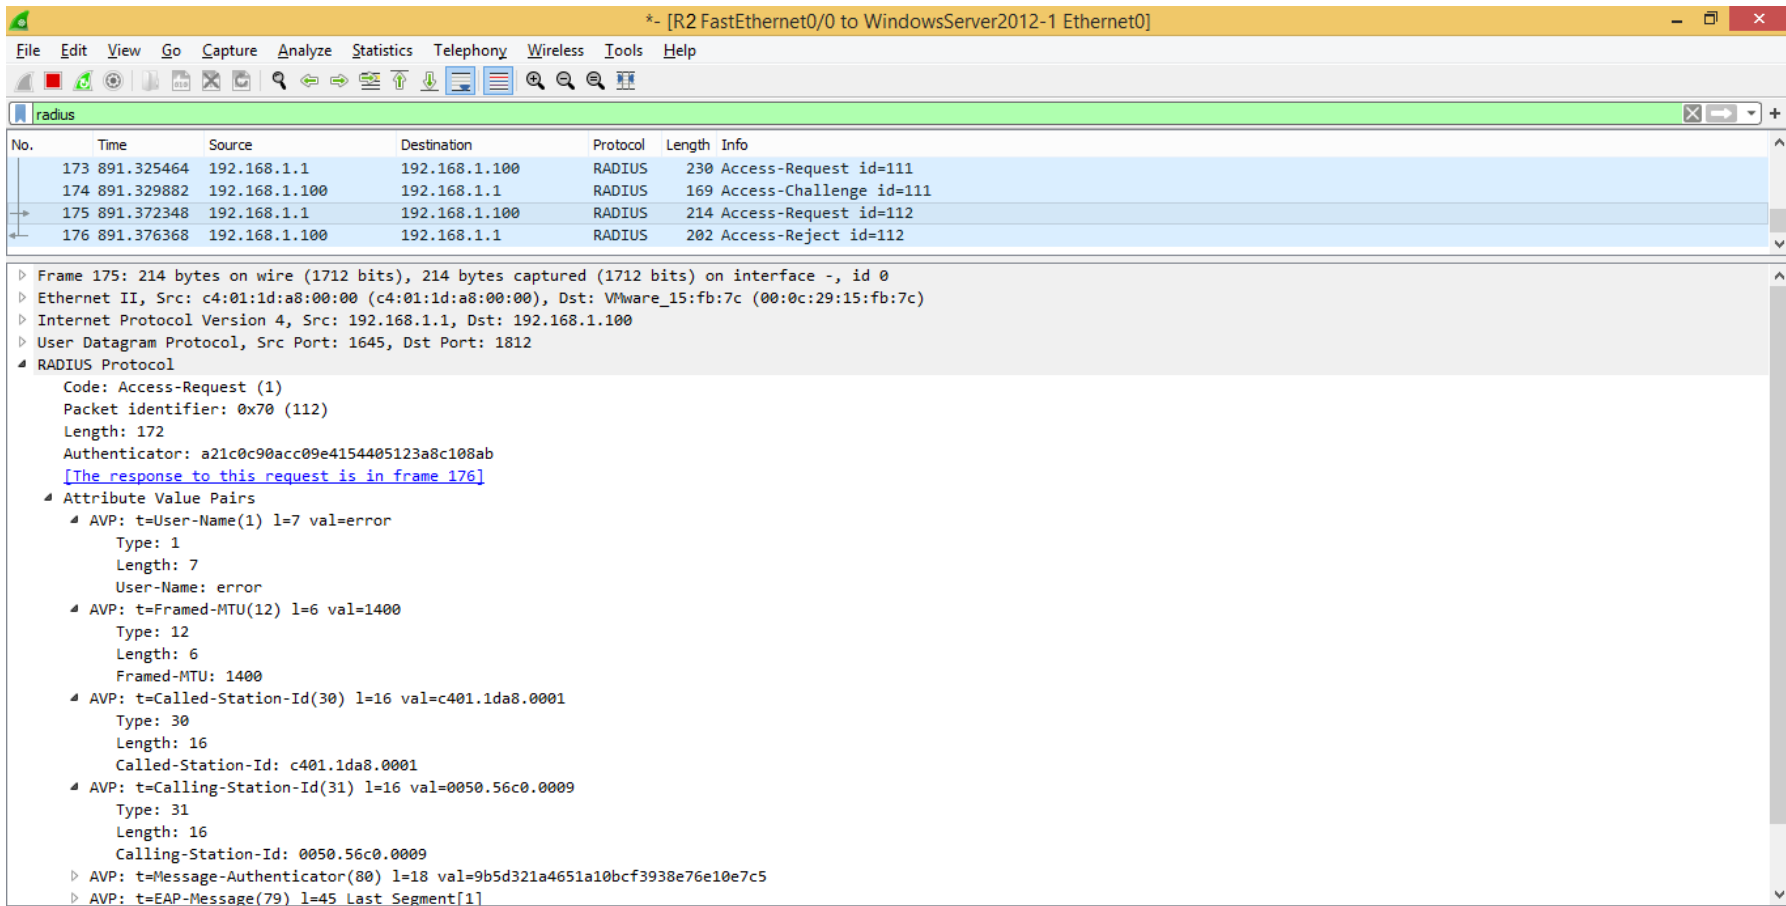 *- [R2 FastEthernet0/0 to WindowsServer2012-1 Ethernet0]
File Edit View Go Capture Analyze Statistics Telephony Wireless Tools Help
radius
No. Time Source Destination Protocol Length Info
173 891.325464 192.168.1.1 192.168.1.100 RADIUS 230 Access-Request id=111
174 891.329882 192.168.1.100 192.168.1.1 RADIUS 169 Access-Challenge id=111
175 891.372348 192.168.1.1 192.168.1.100 RADIUS 214 Access-Request id=112
176 891.376368 192.168.1.100 192.168.1.1 RADIUS 202 Access-Reject id=112
Frame 175: 214 bytes on wire (1712 bits), 214 bytes captured (1712 bits) on interface -, id 0
Ethernet II, Src: c4:01:1d:a8:00:00 (c4:01:1d:a8:00:00), Dst: VMware_15:fb:7c (00:0c:29:15:fb:7c)
Internet Protocol Version 4, Src: 192.168.1.1, Dst: 192.168.1.100
User Datagram Protocol, Src Port: 1645, Dst Port: 1812
RADIUS Protocol
Code: Access-Request (1)
Packet identifier: 0x70 (112)
Length: 172
Authenticator: a21c0c90acc09e4154405123a8c108ab
[The response to this request is in frame 176]
Attribute Value Pairs
AVP: t=User-Name(1) l=7 val=error
Type: 1
Length: 7
User-Name: error
AVP: t=Framed-MTU(12) l=6 val=1400
Type: 12
Length: 6
Framed-MTU: 1400
AVP: t=Called-Station-Id(30) l=16 val=c401.1da8.0001
Type: 30
Length: 16
Called-Station-Id: c401.1da8.0001
AVP: t=Calling-Station-Id(31) l=16 val=0050.56c0.0009
Type: 31
Length: 16
Calling-Station-Id: 0050.56c0.0009
AVP: t=Message-Authenticator(80) l=18 val=9b5d321a4651a10bcf3938e76e10e7c5
AVP: t=EAP-Message(79) l=45 Last Segment[1]